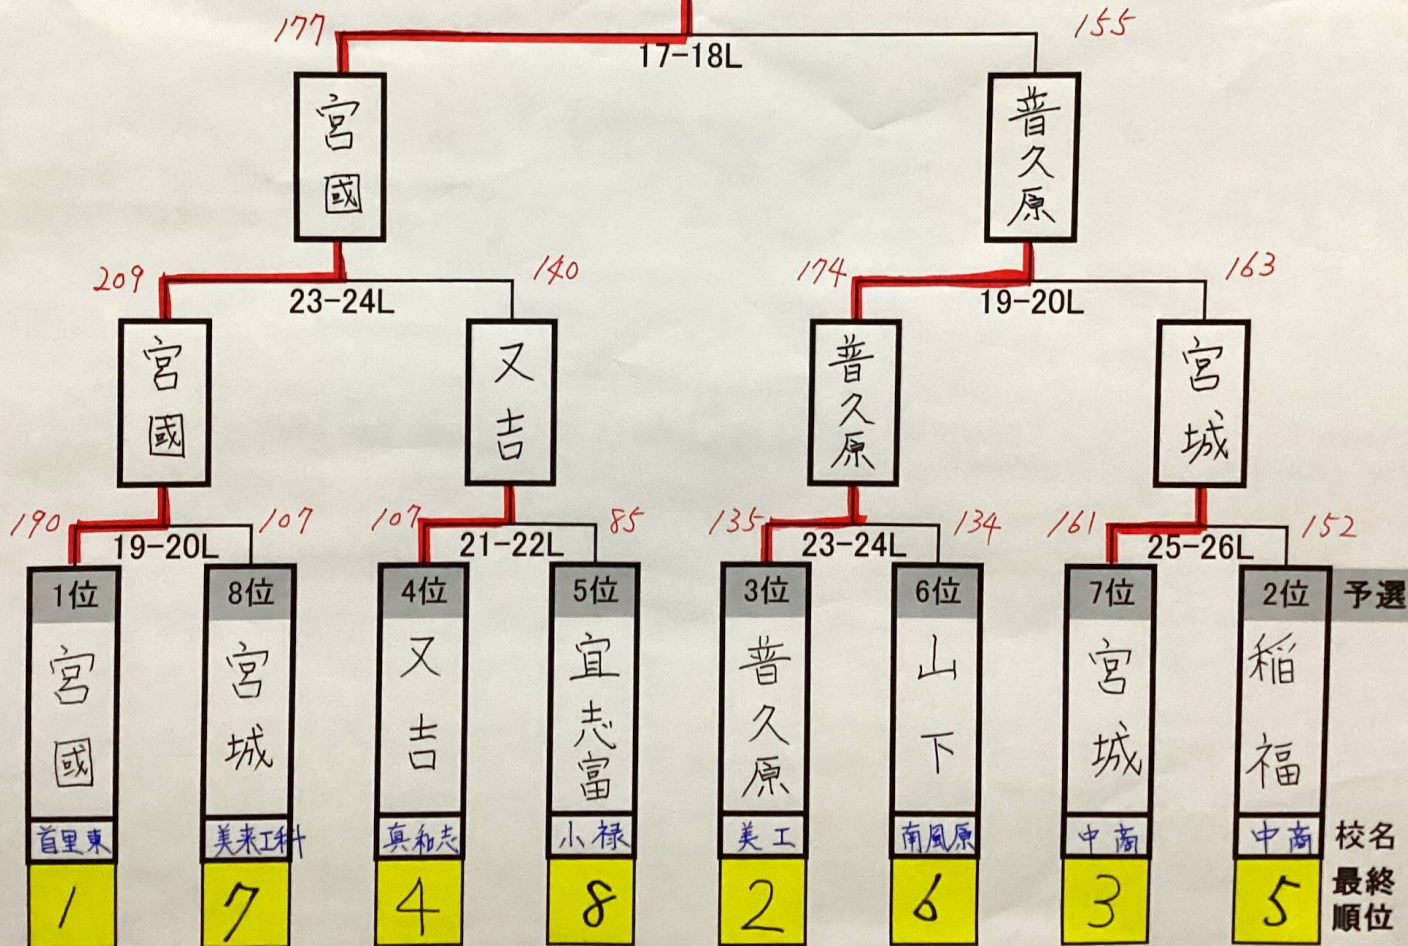 177 155
17-18L
宮國 普久原
209 140 174 163
23-24L 19-20L
宮國 又吉 普久原 宮城
190 107 107 85 135 134 161 152
19-20L 21-22L 23-24L 25-26L
1位 8位 4位 5位 3位 6位 7位 2位 予選
宮國 宮城 又吉 宜志富 普久原 山下 宮城 稲福
首里東 美来工科 真和志 小禄 美工 南風原 中商 中商 校名
1 7 4 8 2 6 3 5 最終
順位